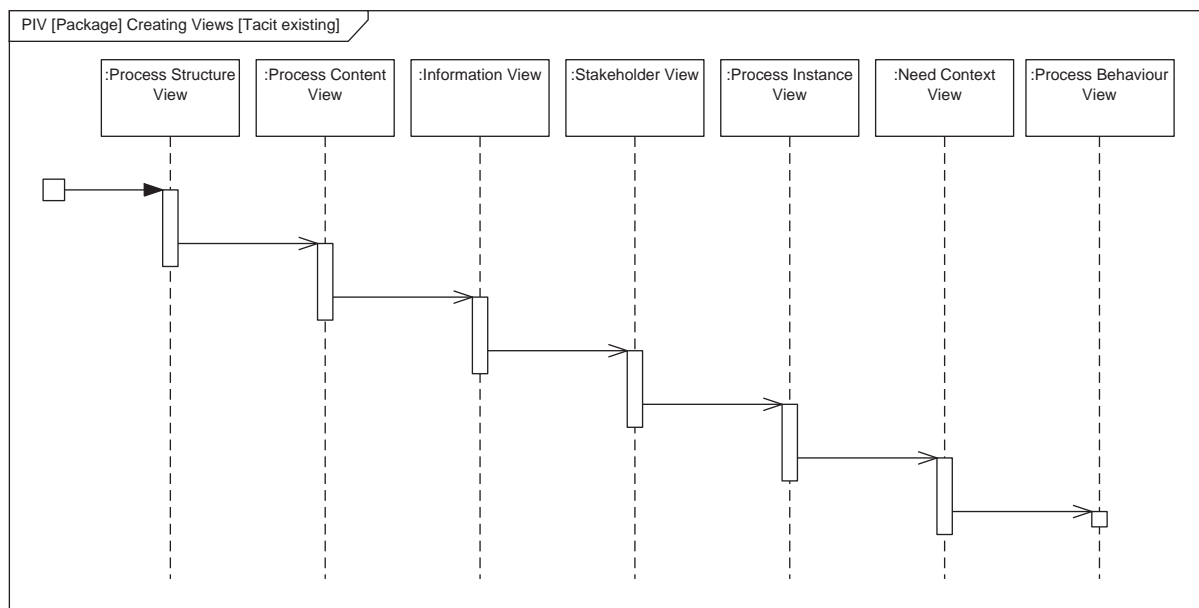 PIV [Package] Creating Views [Tacit existing]
:Process Structure
View
:Process Content
View
:Information View
:Stakeholder View
:Process Instance
View
:Need Context
View
:Process Behaviour
View